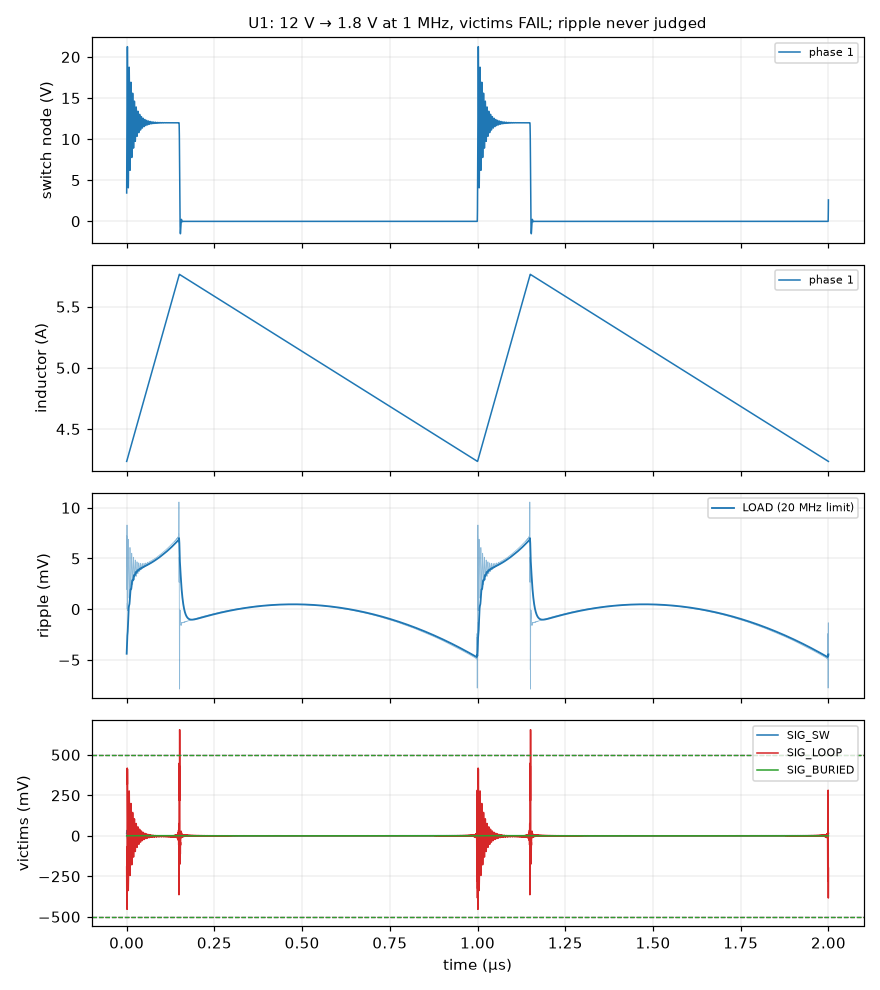 U1: 12 V → 1.8 V at 1 MHz, victims FAIL; ripple never judged
switch node (V)
20
15
10
5
0
phase 1
inductor (A)
5.5
5.0
4.5
phase 1
ripple (mV)
10
5
0
−5
LOAD (20 MHz limit)
victims (mV)
500
250
0
−250
−500
SIG_SW
SIG_LOOP
SIG_BURIED
0.00 0.25 0.50 0.75 1.00 1.25 1.50 1.75 2.00
time (µs)